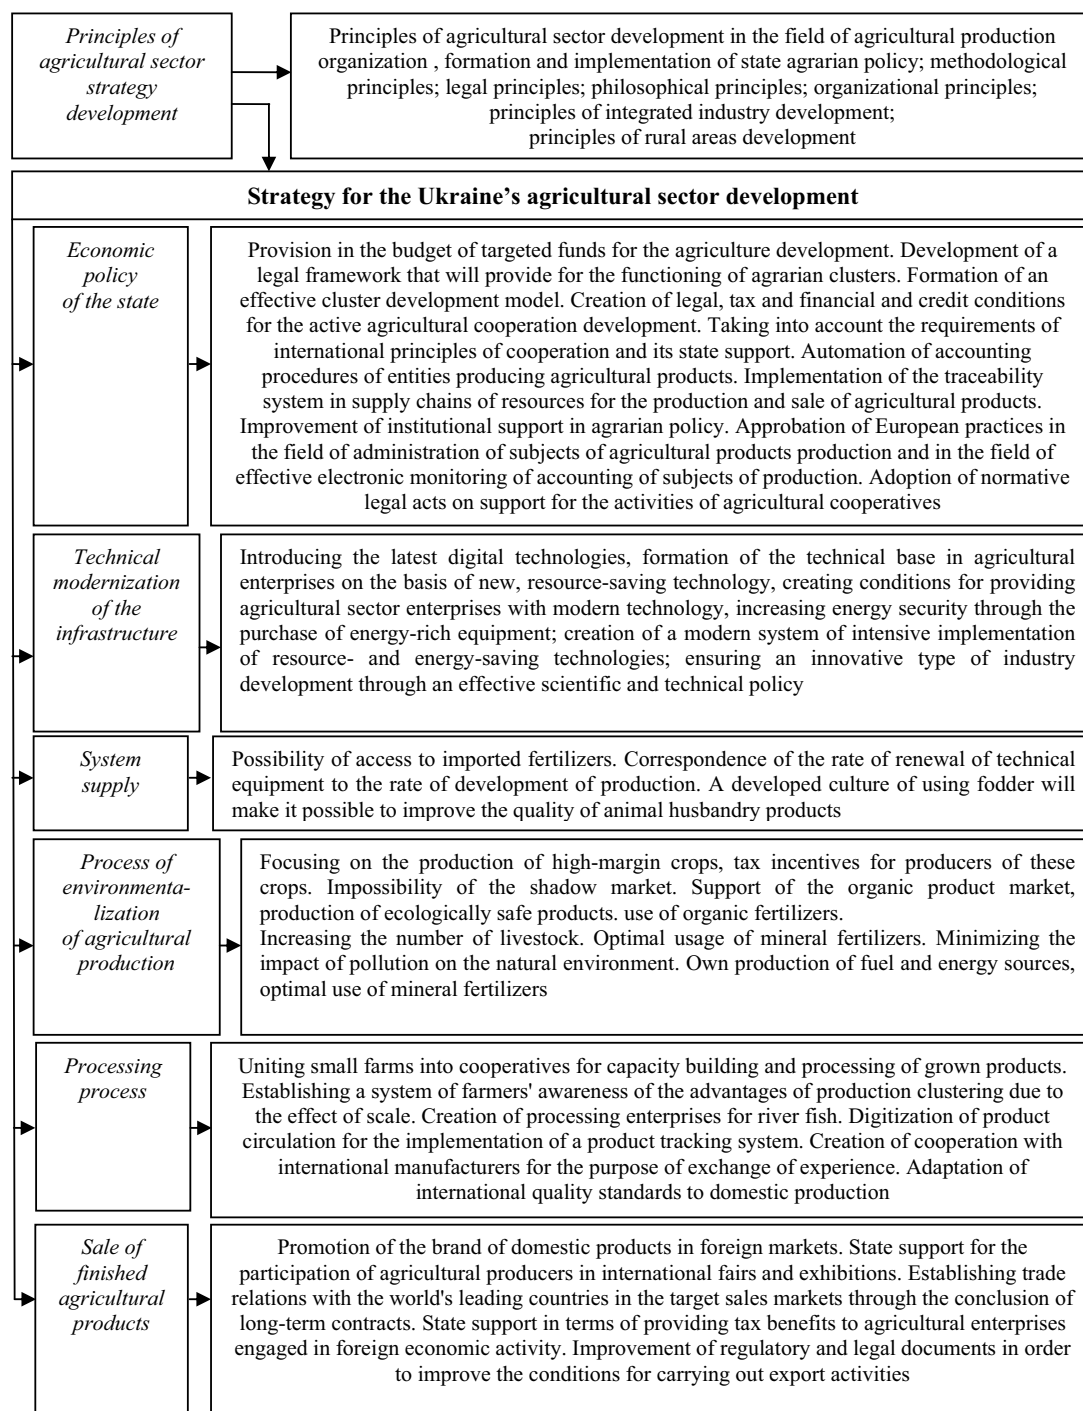 Principles of
agricultural sector
strategy
development
Principles of agricultural sector development in the field of agricultural production
organization , formation and implementation of state agrarian policy; methodological
principles; legal principles; philosophical principles; organizational principles;
principles of integrated industry development;
principles of rural areas development
Strategy for the Ukraine's agricultural sector development
Economic
policy
of the state
Provision in the budget of targeted funds for the agriculture development. Development of a
legal framework that will provide for the functioning of agrarian clusters. Formation of an
effective cluster development model. Creation of legal, tax and financial and credit conditions
for the active agricultural cooperation development. Taking into account the requirements of
international principles of cooperation and its state support. Automation of accounting
procedures of entities producing agricultural products. Implementation of the traceability
system in supply chains of resources for the production and sale of agricultural products.
Improvement of institutional support in agrarian policy. Approbation of European practices in
the field of administration of subjects of agricultural products production and in the field of
effective electronic monitoring of accounting of subjects of production. Adoption of normative
legal acts on support for the activities of agricultural cooperatives
Technical
modernization
of the
infrastructure
Introducing the latest digital technologies, formation of the technical base in agricultural
enterprises on the basis of new, resource-saving technology, creating conditions for providing
agricultural sector enterprises with modern technology, increasing energy security through the
purchase of energy-rich equipment; creation of a modern system of intensive implementation
of resource- and energy-saving technologies; ensuring an innovative type of industry
development through an effective scientific and technical policy
System
supply
Possibility of access to imported fertilizers. Correspondence of the rate of renewal of technical
equipment to the rate of development of production. A developed culture of using fodder will
make it possible to improve the quality of animal husbandry products
Process of
environmenta-
lization
of agricultural
production
Focusing on the production of high-margin crops, tax incentives for producers of these
crops. Impossibility of the shadow market. Support of the organic product market,
production of ecologically safe products. use of organic fertilizers.
Increasing the number of livestock. Optimal usage of mineral fertilizers. Minimizing the
impact of pollution on the natural environment. Own production of fuel and energy sources,
optimal use of mineral fertilizers
Processing
process
Uniting small farms into cooperatives for capacity building and processing of grown products.
Establishing a system of farmers' awareness of the advantages of production clustering due to
the effect of scale. Creation of processing enterprises for river fish. Digitization of product
circulation for the implementation of a product tracking system. Creation of cooperation with
international manufacturers for the purpose of exchange of experience. Adaptation of
international quality standards to domestic production
Sale of
finished
agricultural
products
Promotion of the brand of domestic products in foreign markets. State support for the
participation of agricultural producers in international fairs and exhibitions. Establishing trade
relations with the world's leading countries in the target sales markets through the conclusion of
long-term contracts. State support in terms of providing tax benefits to agricultural enterprises
engaged in foreign economic activity. Improvement of regulatory and legal documents in order
to improve the conditions for carrying out export activities